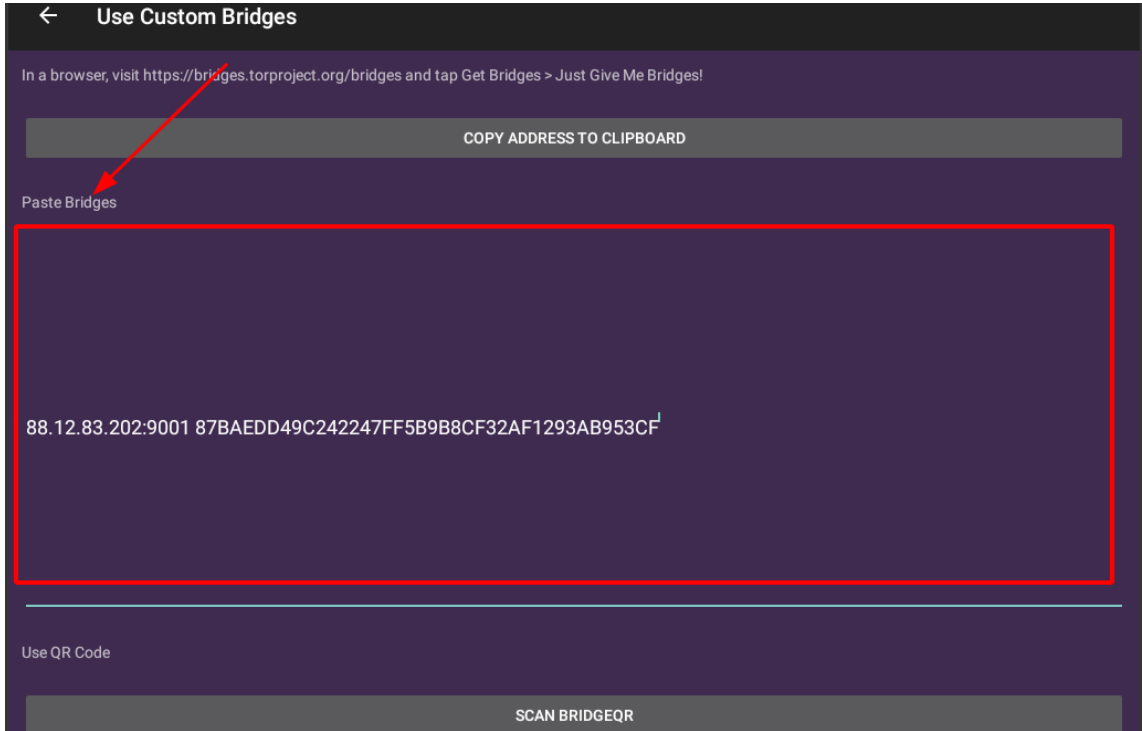 Use Custom Bridges
In a browser, visit https://bridges.torproject.org/bridges and tap Get Bridges > Just Give Me Bridges!
COPY ADDRESS TO CLIPBOARD
Paste Bridges
88.12.83.202:9001 87BAEDD49C242247FF5B9B8CF32AF1293AB953CF
Use QR Code
SCAN BRIDGEQR